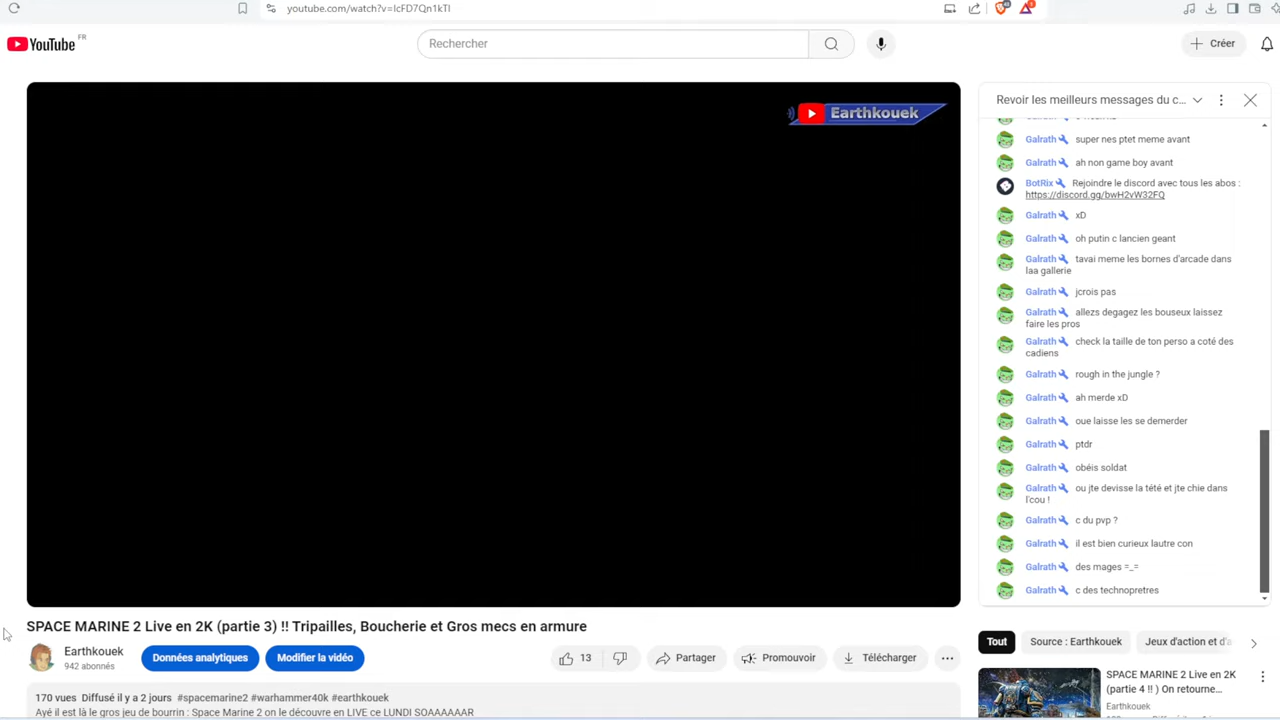 youtube.com/watch?v=IcFD7Qn1kTI
YouTube FR
Rechercher
Créer
Earthkouek
Revoir les meilleurs messages du c...
Galrath super nes ptet meme avant
Galrath ah non game boy avant
BotRix Rejoindre le discord avec tous les abos :
https://discord.gg/bwH2vW32FQ
Galrath xD
Galrath oh putin c lancien geant
Galrath tavai meme les bornes d'arcade dans
laa gallerie
Galrath jcrois pas
Galrath allezs degagez les bouseux laissez
faire les pros
Galrath check la taille de ton perso a coté des
cadiens
Galrath rough in the jungle ?
Galrath ah merde xD
Galrath oue laisse les se demerder
Galrath ptdr
Galrath obéis soldat
Galrath ou jte devisse la tété et jte chie dans
l'cou !
Galrath c du pvp ?
Galrath il est bien curieux lautre con
Galrath des mages =_=
Galrath c des technopretres
SPACE MARINE 2 Live en 2K (partie 3) !! Tripailles, Boucherie et Gros mecs en armure
Earthkouek
942 abonnés
Données analytiques
Modifier la vidéo
13
Partager
Promouvoir
Télécharger
170 vues Diffusé il y a 2 jours #spacemarine2 #warhammer40k #earthkouek
Ayé il est là le gros jeu de bourrin : Space Marine 2 on le découvre en LIVE ce LUNDI SOAAAAAAR
Tout
Source : Earthkouek
Jeux d'action et d'a
SPACE MARINE 2 Live en 2K
(partie 4 !! ) On retourne...
Earthkouek